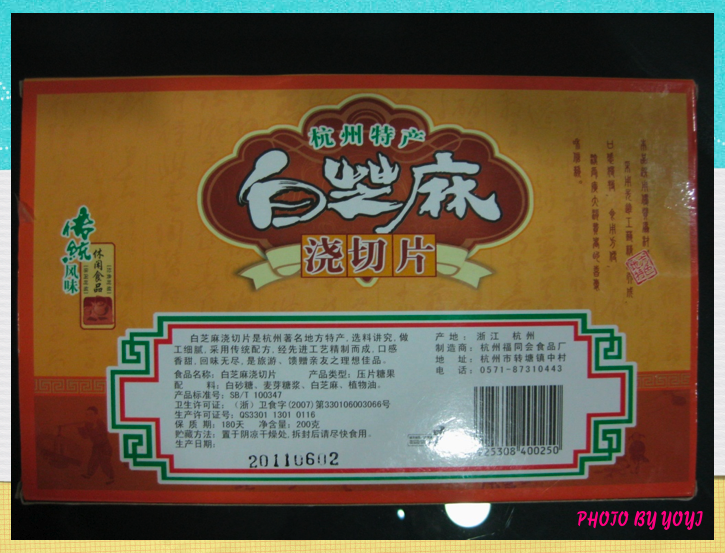 杭州特产
白芝麻
浇切片
傳統
风味
休闲食品
白芝麻浇切片是杭州著名地方特产,选料讲究,做
工细腻,采用传统配方,经先进工艺精制而成,口感
香甜,回味无尽,是旅游、馈赠亲友之理想佳品。
食品名称:白芝麻浇切片 产品类型:压片糖果
配 料:白砂糖、麦芽糖浆、白芝麻、植物油。
产品标准号:SB/T 100347
卫生许可证:(浙)卫食字(2007)第330106003066号
生产许可证号:QS3301 1301 0116
保 质 期:180天 净含量:200克
贮藏方法:置于阴凉干燥处,拆封后请尽快食用。
生产日期:
20110602
产 地:浙江 杭州
制造商:杭州福同会食品厂
地 址:杭州市转塘镇中村
电 话:0571-87310443
25308 400250
PHOTO BY YOYI